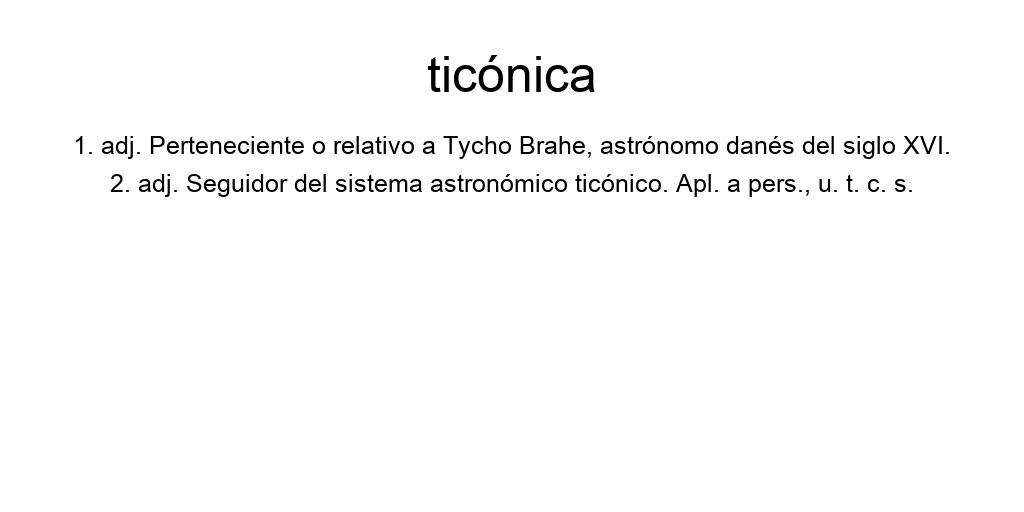 ticónica
1. adj. Perteneciente o relativo a Tycho Brahe, astrónomo danés del siglo XVI.
2. adj. Seguidor del sistema astronómico ticónico. Apl. a pers., u. t. c. s.